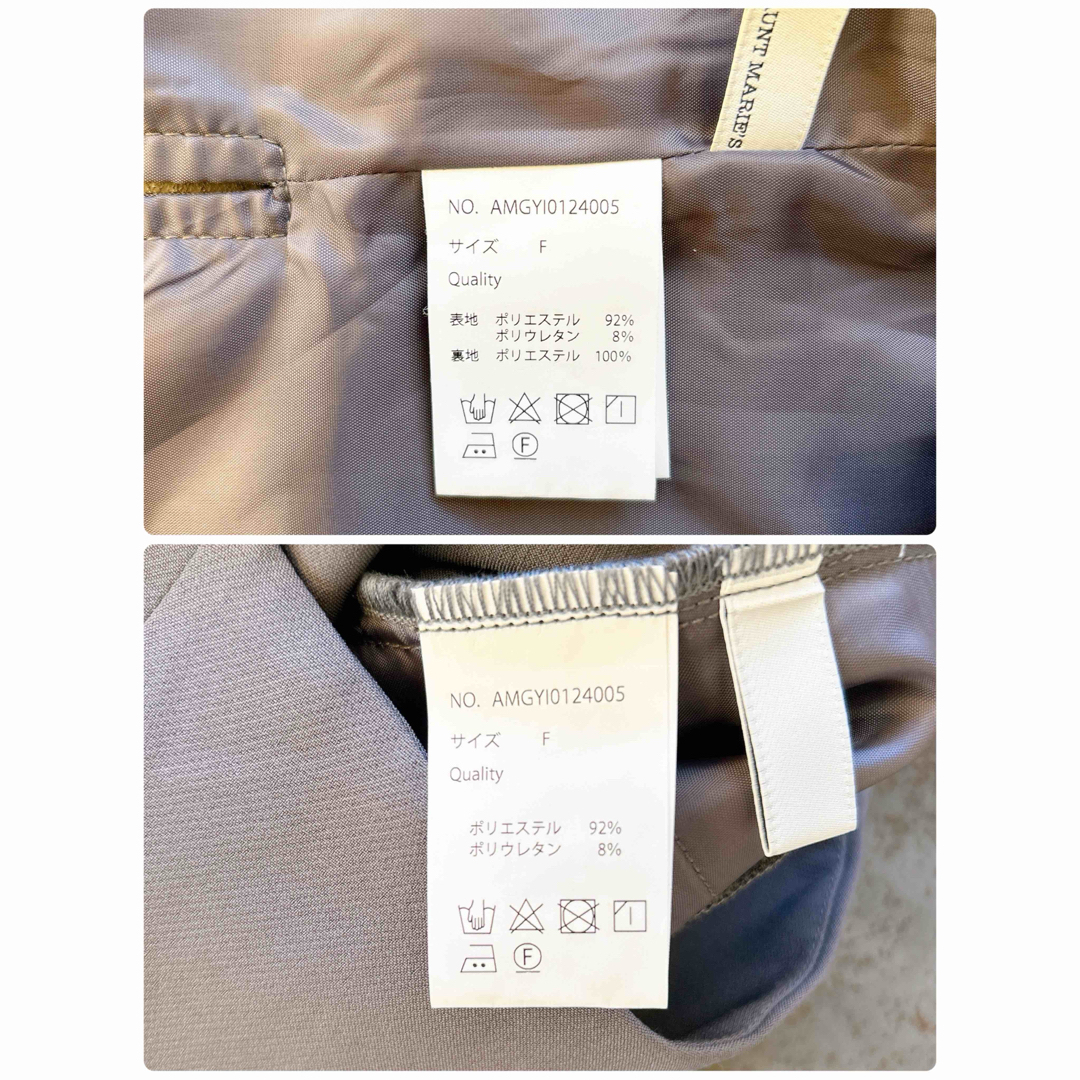 UNT MARIE'S
NO. AMGYI0124005
サイズ F
Quality
表地 ポリエステル 92%
ポリウレタン 8%
裏地 ポリエステル 100%
F
NO. AMGYI0124005
サイズ F
Quality
ポリエステル 92%
ポリウレタン 8%
F